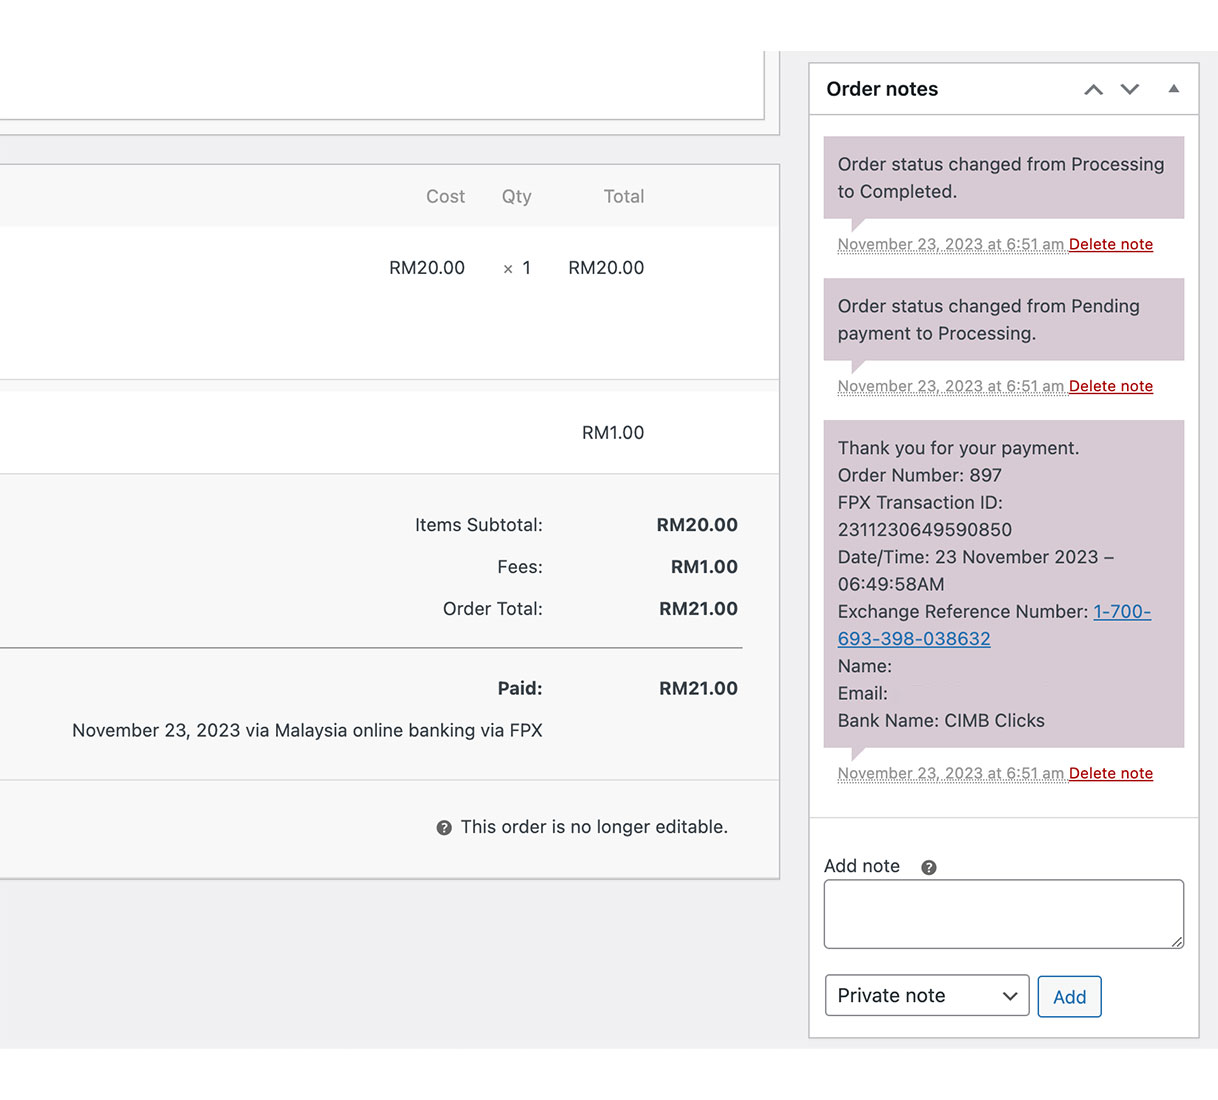 Cost Qty Total
RM20.00 × 1 RM20.00
RM1.00
Items Subtotal: RM20.00
Fees: RM1.00
Order Total: RM21.00
Paid: RM21.00
November 23, 2023 via Malaysia online banking via FPX
? This order is no longer editable.
Order notes
Order status changed from Processing
to Completed.
November 23, 2023 at 6:51 am Delete note
Order status changed from Pending
payment to Processing.
November 23, 2023 at 6:51 am Delete note
Thank you for your payment.
Order Number: 897
FPX Transaction ID:
2311230649590850
Date/Time: 23 November 2023 –
06:49:58AM
Exchange Reference Number: 1-700-
693-398-038632
Name:
Email:
Bank Name: CIMB Clicks
November 23, 2023 at 6:51 am Delete note
Add note ?
Private note Add